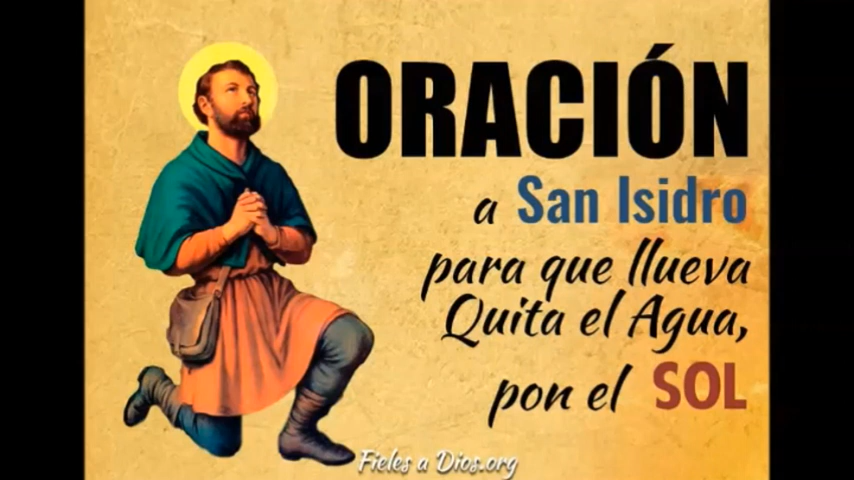 ORACIÓN
a San Isidro
para que llueva
Quita el Agua,
pon el SOL
Fieles a Dios.org